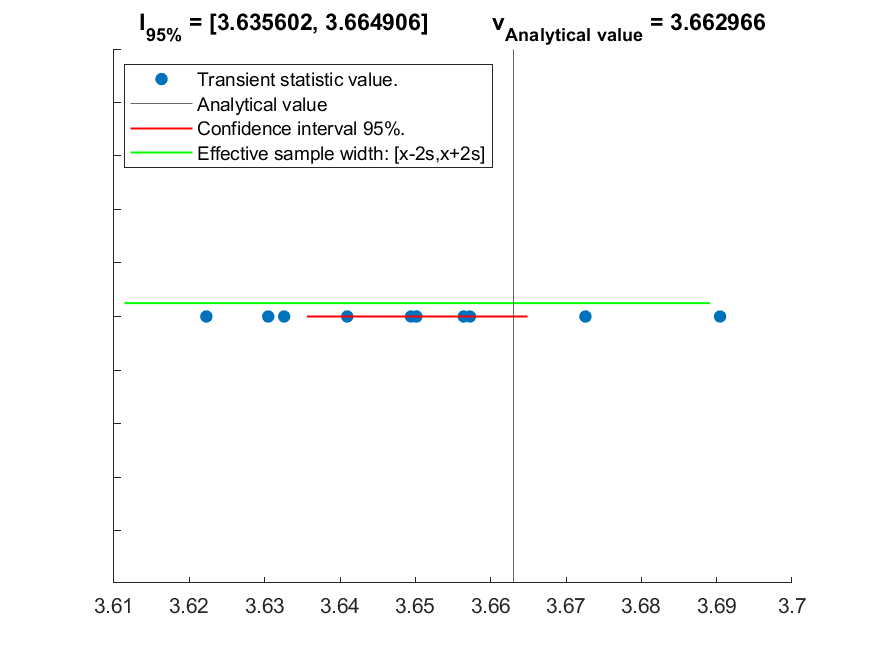 I95% = [3.635602, 3.664906] vAnalytical value = 3.662966
Transient statistic value.
Analytical value
Confidence interval 95%.
Effective sample width: [x-2s,x+2s]
3.61 3.62 3.63 3.64 3.65 3.66 3.67 3.68 3.69 3.7